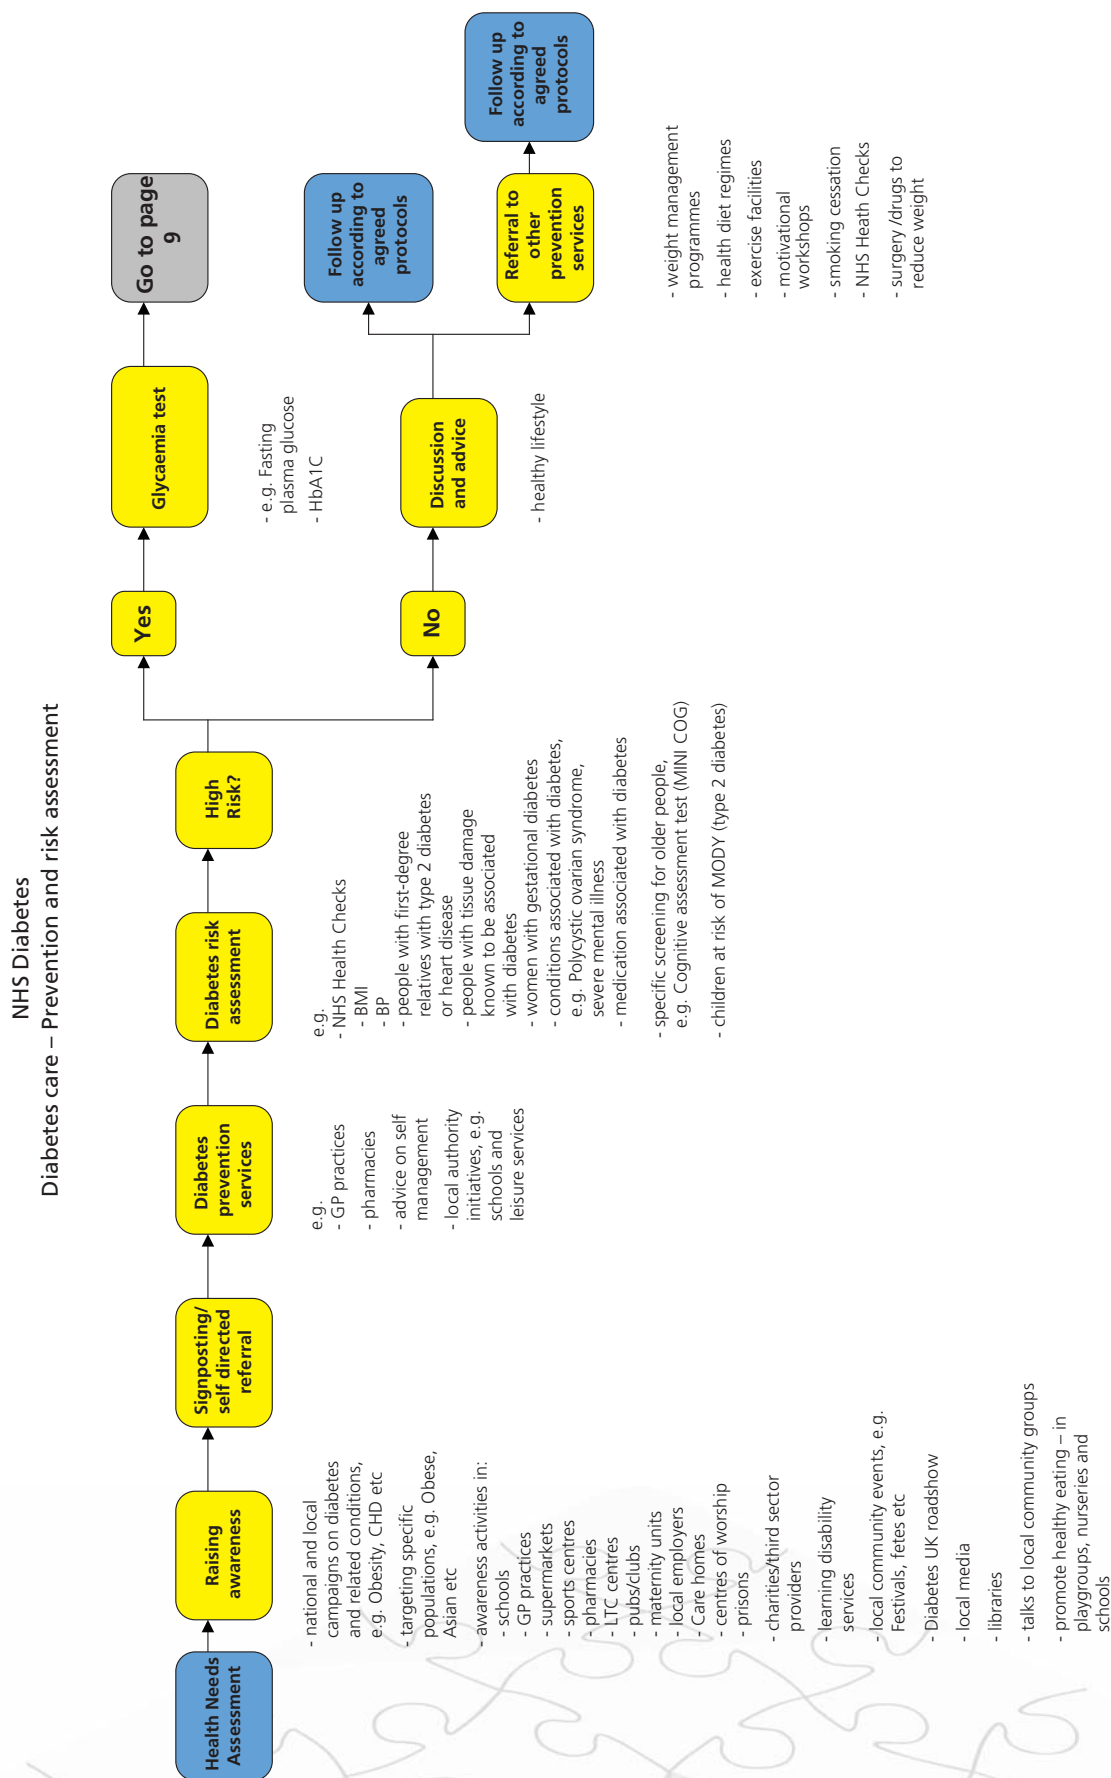 NHS Diabetes
Diabetes care – Prevention and risk assessment
Health Needs
Assessment
Raising
awareness
- national and local
campaigns on diabetes
and related conditions,
e.g. Obesity, CHD etc
- targeting specific
populations, e.g. Obese,
Asian etc
- awareness activities in:
- schools
- GP practices
- supermarkets
- sports centres
- pharmacies
- LTC centres
- pubs/clubs
- maternity units
- local employers
- Care homes
- centres of worship
- prisons
- charities/third sector
providers
- learning disability
services
- local community events, e.g.
Festivals, fetes etc
- Diabetes UK roadshow
- local media
- libraries
- talks to local community groups
- promote healthy eating – in
playgroups, nurseries and
schools
Signposting/
self directed
referral
Diabetes
prevention
services
e.g.
- GP practices
- pharmacies
- advice on self
management
- local authority
initiatives, e.g.
schools and
leisure services
Diabetes risk
assessment
e.g.
- NHS Health Checks
- BMI
- BP
- people with first-degree
relatives with type 2 diabetes
or heart disease
- people with tissue damage
known to be associated
with diabetes
- women with gestational diabetes
- conditions associated with diabetes,
e.g. Polycystic ovarian syndrome,
severe mental illness
- medication associated with diabetes
- specific screening for older people,
e.g. Cognitive assessment test (MINI COG)
- children at risk of MODY (type 2 diabetes)
High
Risk?
Yes
Glycaemia test
- e.g. Fasting
plasma glucose
- HbA1C
Go to page
9
No
Discussion
and advice
- healthy lifestyle
Follow up
according to
agreed
protocols
Referral to
other
prevention
services
- weight management
programmes
- health diet regimes
- exercise facilities
- motivational
workshops
- smoking cessation
- NHS Heath Checks
- surgery /drugs to
reduce weight
Follow up
according to
agreed
protocols